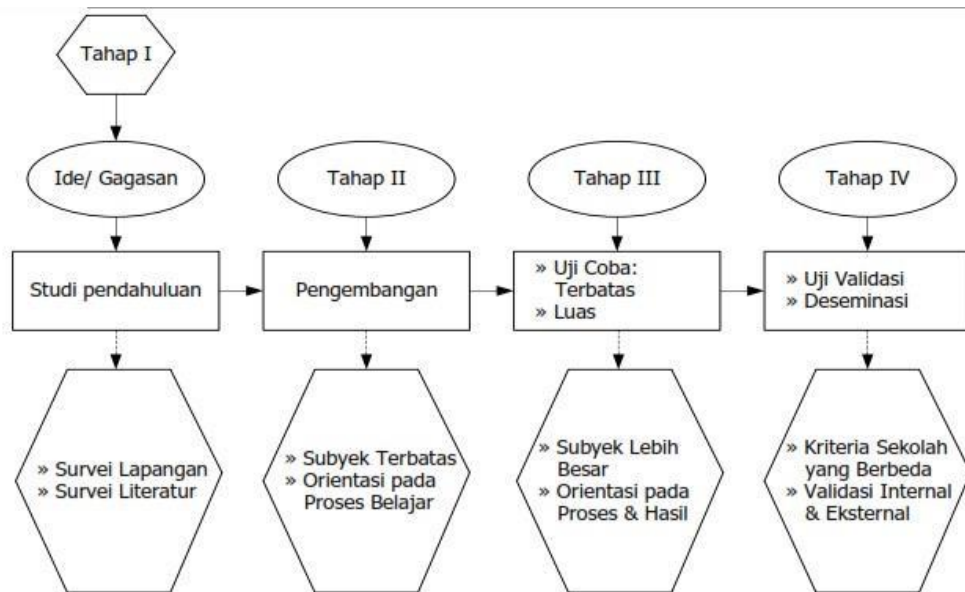 Tahap I
Ide/ Gagasan
Tahap II
Tahap III
Tahap IV
Studi pendahuluan
Pengembangan
» Uji Coba:
Terbatas
» Luas
» Uji Validasi
» Deseminasi
» Survei Lapangan
» Survei Literatur
» Subyek Terbatas
» Orientasi pada
Proses Belajar
» Subyek Lebih
Besar
» Orientasi pada
Proses & Hasil
» Kriteria Sekolah
yang Berbeda
» Validasi Internal
& Eksternal